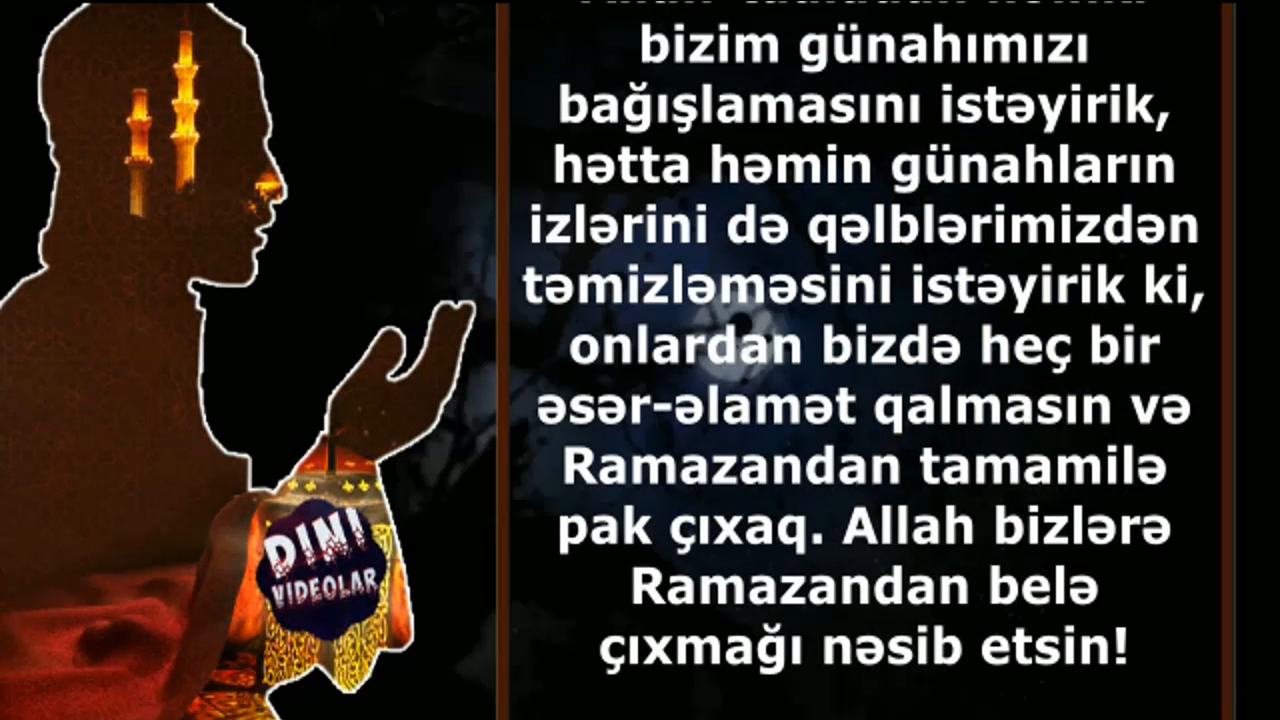 bizim günahımızı
bağışlamasını istəyirik,
hətta həmin günahların
izlərini də qəlblərimizdən
təmizləməsini istəyirik ki,
onlardan bizdə heç bir
əsər-əlamət qalmasın və
Ramazandan tamamilə
pak çıxaq. Allah bizlərə
Ramazandan belə
çıxmağı nəsib etsin!
DINI
VIDEOLAR